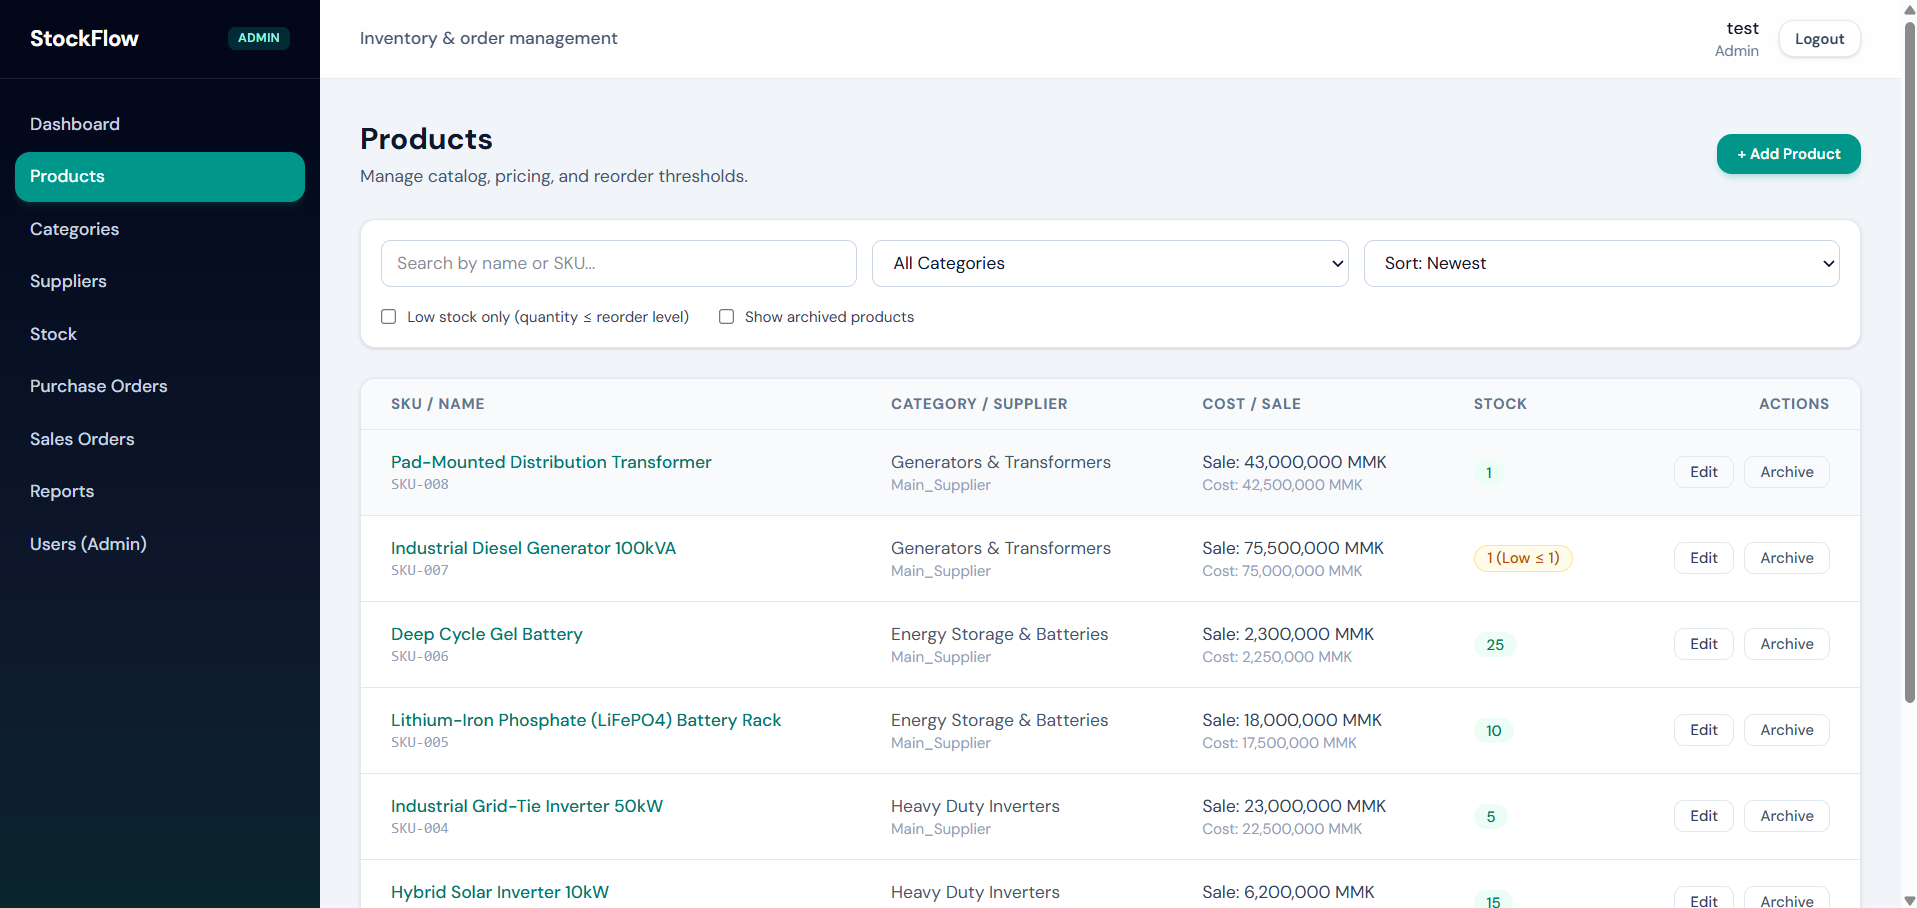 StockFlow
ADMIN
Inventory & order management
test
Admin
Logout
Dashboard
Products
Categories
Suppliers
Stock
Purchase Orders
Sales Orders
Reports
Users (Admin)
Products
Manage catalog, pricing, and reorder thresholds.
+ Add Product
Search by name or SKU...
All Categories
Sort: Newest
Low stock only (quantity ≤ reorder level)
Show archived products
SKU / NAME
CATEGORY / SUPPLIER
COST / SALE
STOCK
ACTIONS
Pad-Mounted Distribution Transformer
SKU-008
Generators & Transformers
Main_Supplier
Sale: 43,000,000 MMK
Cost: 42,500,000 MMK
1
Edit
Archive
Industrial Diesel Generator 100kVA
SKU-007
Generators & Transformers
Main_Supplier
Sale: 75,500,000 MMK
Cost: 75,000,000 MMK
1 (Low ≤ 1)
Edit
Archive
Deep Cycle Gel Battery
SKU-006
Energy Storage & Batteries
Main_Supplier
Sale: 2,300,000 MMK
Cost: 2,250,000 MMK
25
Edit
Archive
Lithium-Iron Phosphate (LiFePO4) Battery Rack
SKU-005
Energy Storage & Batteries
Main_Supplier
Sale: 18,000,000 MMK
Cost: 17,500,000 MMK
10
Edit
Archive
Industrial Grid-Tie Inverter 50kW
SKU-004
Heavy Duty Inverters
Main_Supplier
Sale: 23,000,000 MMK
Cost: 22,500,000 MMK
5
Edit
Archive
Hybrid Solar Inverter 10kW
Heavy Duty Inverters
Sale: 6,200,000 MMK
15
Edit
Archive